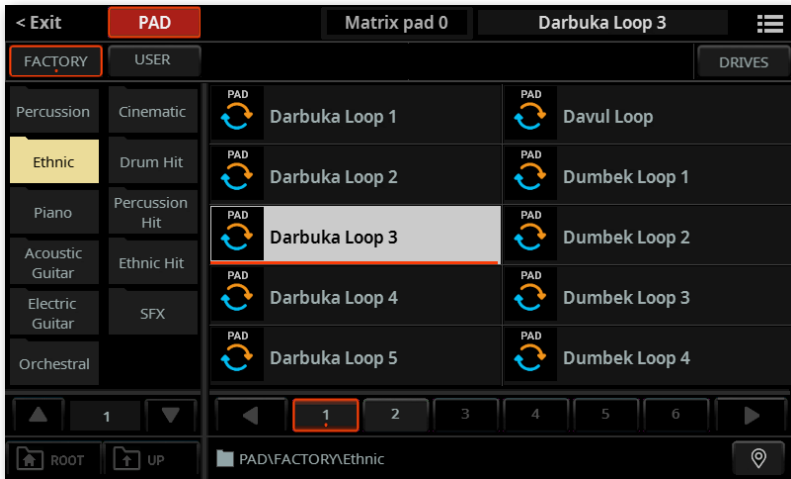 < Exit PAD Matrix pad 0 Darbuka Loop 3
FACTORY USER DRIVES
Percussion Cinematic
Ethnic Drum Hit
Piano Percussion Hit
Acoustic Guitar Ethnic Hit
Electric Guitar SFX
Orchestral
PAD Darbuka Loop 1 PAD Davul Loop
PAD Darbuka Loop 2 PAD Dumbek Loop 1
PAD Darbuka Loop 3 PAD Dumbek Loop 2
PAD Darbuka Loop 4 PAD Dumbek Loop 3
PAD Darbuka Loop 5 PAD Dumbek Loop 4
1 1 2 3 4 5 6
ROOT UP PAD\FACTORY\Ethnic